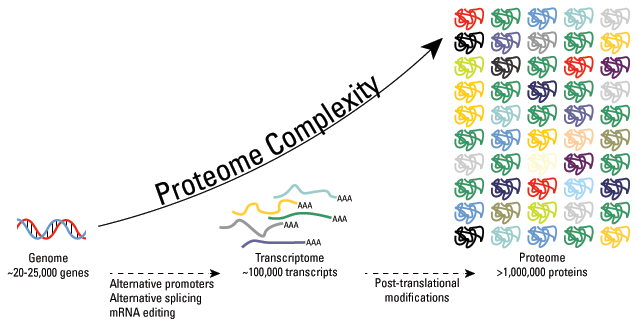 Proteome Complexity
AAA
AAA
AAA
AAA
AAA
Genome
~20-25,000 genes
Alternative promoters
Alternative splicing
mRNA editing
Transcriptome
~100,000 transcripts
Post-translational
modifications
Proteome
>1,000,000 proteins